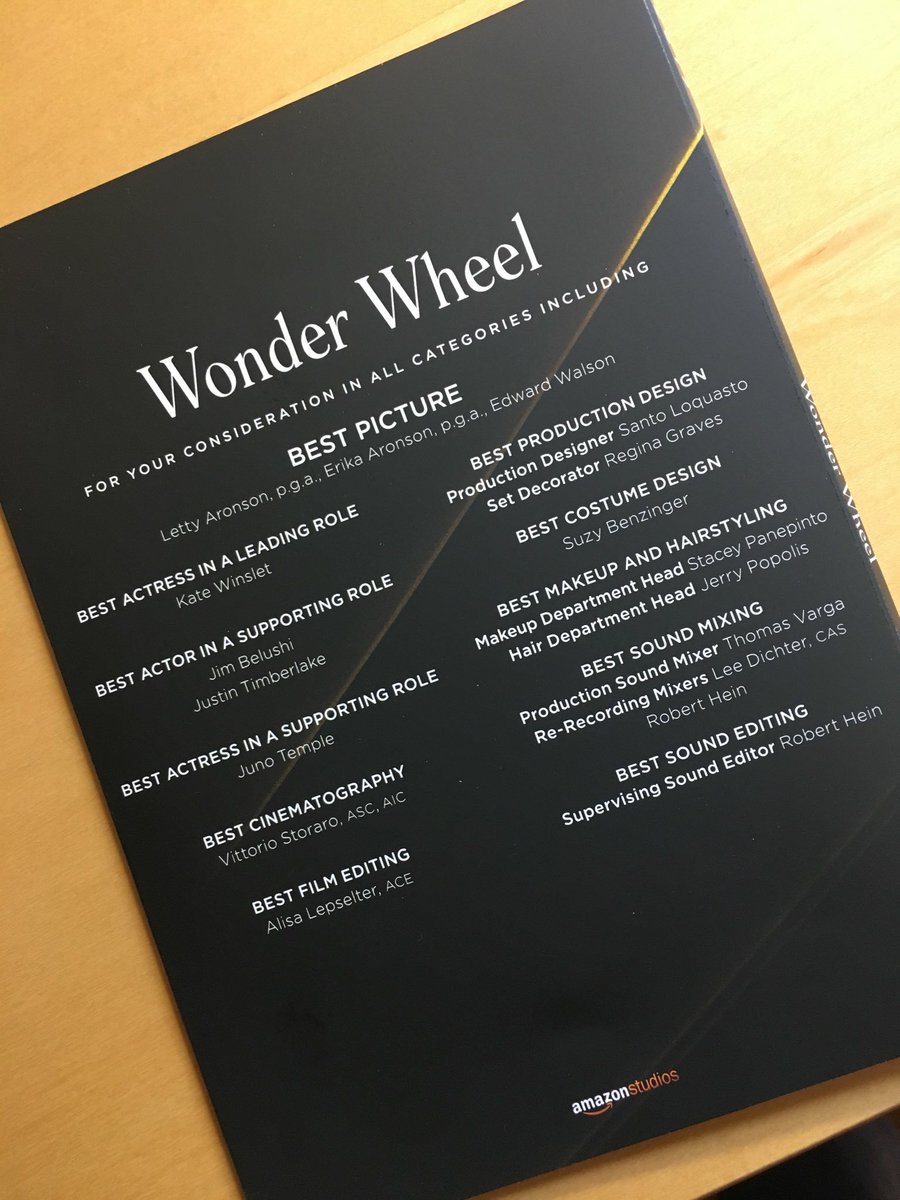 Wonder Wheel
FOR YOUR CONSIDERATION IN ALL CATEGORIES INCLUDING
BEST PICTURE
Letty Aronson, p.g.a., Erika Aronson, p.g.a., Edward Walson
BEST ACTRESS IN A LEADING ROLE
Kate Winslet
BEST ACTOR IN A SUPPORTING ROLE
Jim Belushi
Justin Timberlake
BEST ACTRESS IN A SUPPORTING ROLE
Juno Temple
BEST CINEMATOGRAPHY
Vittorio Storaro, ASC, AIC
BEST FILM EDITING
Alisa Lepselter, ACE
BEST PRODUCTION DESIGN
Production Designer Santo Loquasto
Set Decorator Regina Graves
BEST COSTUME DESIGN
Suzy Benzinger
BEST MAKEUP AND HAIRSTYLING
Makeup Department Head Stacey Panepinto
Hair Department Head Jerry Popolis
BEST SOUND MIXING
Production Sound Mixer Thomas Varga
Re-Recording Mixers Lee Dichter, CAS
Robert Hein
BEST SOUND EDITING
Supervising Sound Editor Robert Hein
amazonstudios
Wonder Wheel